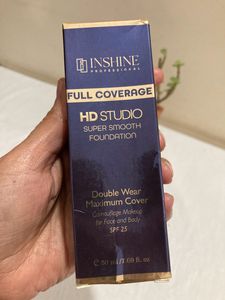 INSHINE
PROFESSIONAL
FULL COVERAGE
HD STUDIO
SUPER SMOOTH
FOUNDATION
Double Wear
Maximum Cover
Camouflage Makeup
for Face and Body
SPF 25
50 ml / 1.69 fl. oz